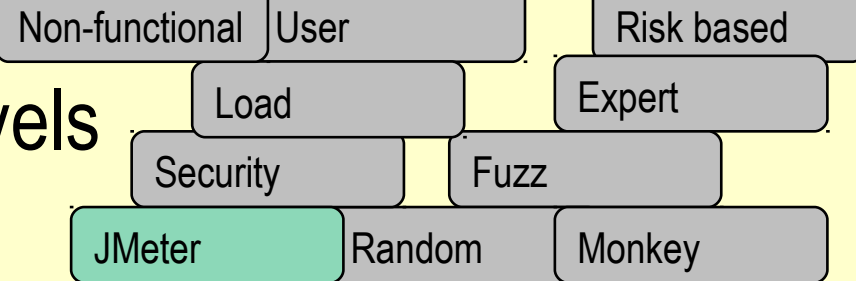 Non-functional User Risk based
Load Expert
vels
Security Fuzz
JMeter Random Monkey